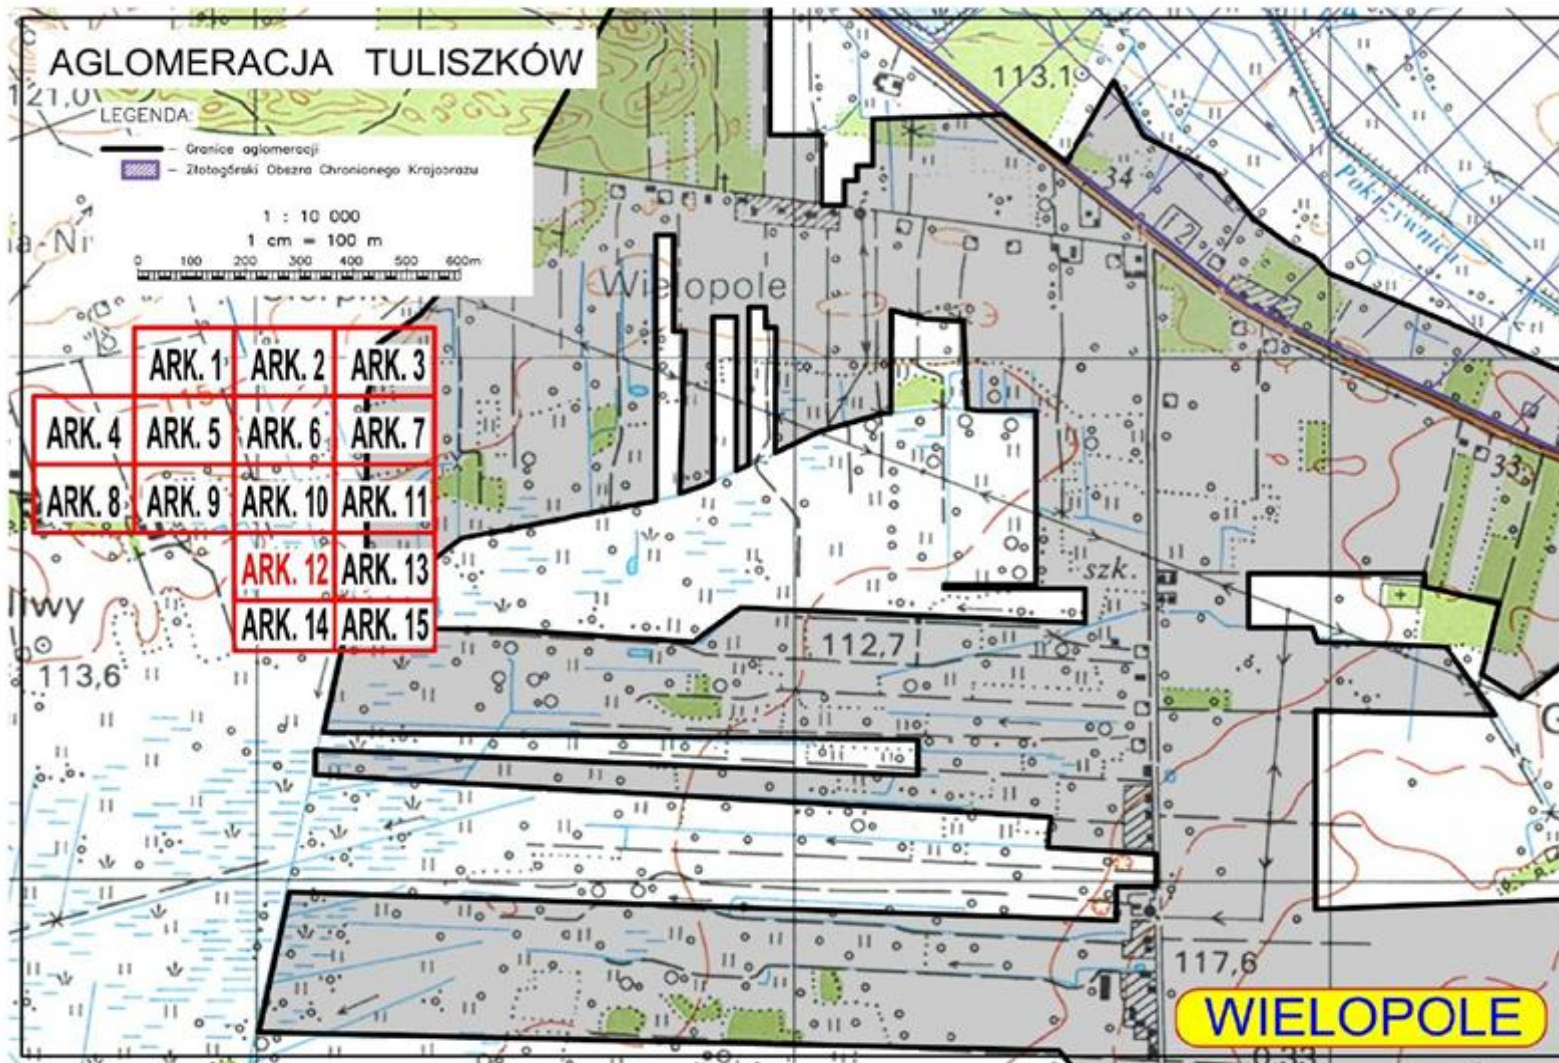 AGLOMERACJA TULISZKÓW
113,1
121,0
LEGENDA:
- Granice aglomeracji
- Złotogórski Obszra Chronionego Krajobrazu
34
12
1 : 10 000
1 cm = 100 m
0 100 200 300 400 500 600m
Wielopole
ARK. 1 ARK. 2 ARK. 3
ARK. 4 ARK. 5 ARK. 6 ARK. 7
ARK. 8 ARK. 9 ARK. 10 ARK. 11
33
ARK. 12 ARK. 13
szk.
ARK. 14 ARK. 15
112,7
113,6
117,6
WIELOPOLE